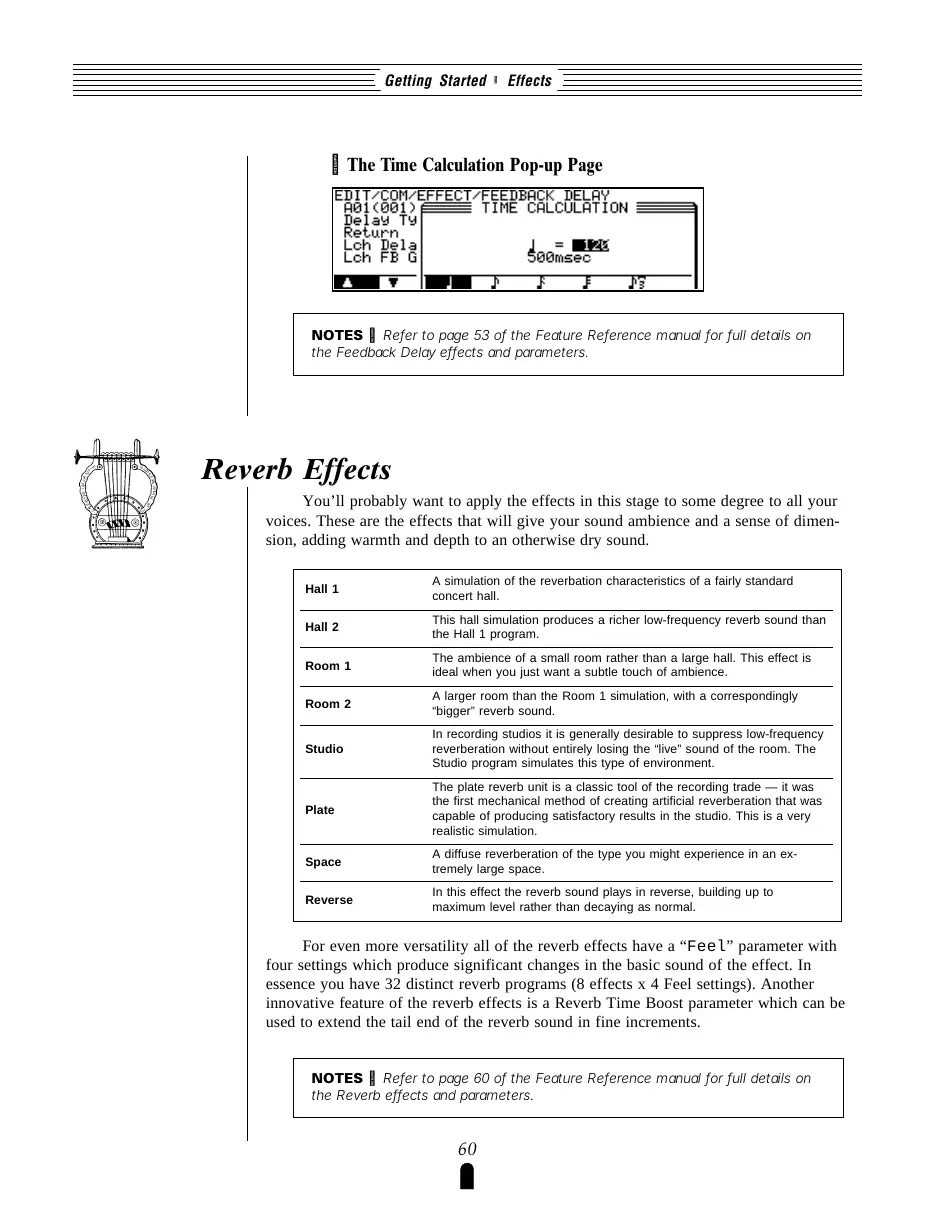 Getting Started Effects
The Time Calculation Pop-up Page
EDIT/COM/EFFECT/FEEDBACK DELAY
A01(001) TIME CALCULATION
Delay Ty
Return
Lch Dela ♩ = 120
Lch FB G 500msec
▲ ▼ ♩ ♪
NOTES Refer to page 53 of the Feature Reference manual for full details on
the Feedback Delay effects and parameters.
Reverb Effects
You’ll probably want to apply the effects in this stage to some degree to all your
voices. These are the effects that will give your sound ambience and a sense of dimen-
sion, adding warmth and depth to an otherwise dry sound.
Hall 1
A simulation of the reverbation characteristics of a fairly standard
concert hall.
Hall 2
This hall simulation produces a richer low-frequency reverb sound than
the Hall 1 program.
Room 1
The ambience of a small room rather than a large hall. This effect is
ideal when you just want a subtle touch of ambience.
Room 2
A larger room than the Room 1 simulation, with a correspondingly
“bigger” reverb sound.
Studio
In recording studios it is generally desirable to suppress low-frequency
reverberation without entirely losing the “live” sound of the room. The
Studio program simulates this type of environment.
Plate
The plate reverb unit is a classic tool of the recording trade — it was
the first mechanical method of creating artificial reverberation that was
capable of producing satisfactory results in the studio. This is a very
realistic simulation.
Space
A diffuse reverberation of the type you might experience in an ex-
tremely large space.
Reverse
In this effect the reverb sound plays in reverse, building up to
maximum level rather than decaying as normal.
For even more versatility all of the reverb effects have a “Feel” parameter with
four settings which produce significant changes in the basic sound of the effect. In
essence you have 32 distinct reverb programs (8 effects x 4 Feel settings). Another
innovative feature of the reverb effects is a Reverb Time Boost parameter which can be
used to extend the tail end of the reverb sound in fine increments.
NOTES Refer to page 60 of the Feature Reference manual for full details on
the Reverb effects and parameters.
60